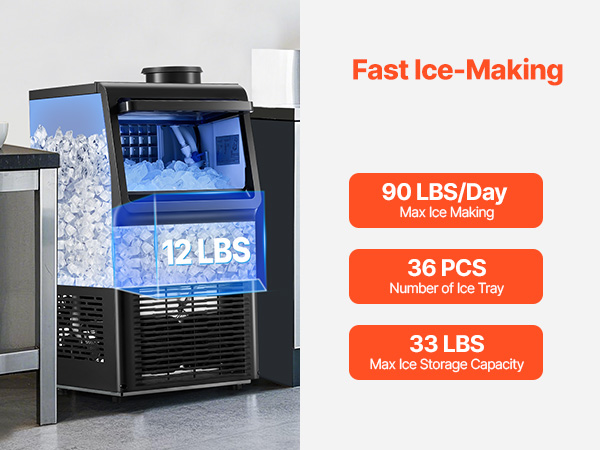 Fast Ice-Making
12 LBS
90 LBS/Day
Max Ice Making
36 PCS
Number of Ice Tray
33 LBS
Max Ice Storage Capacity